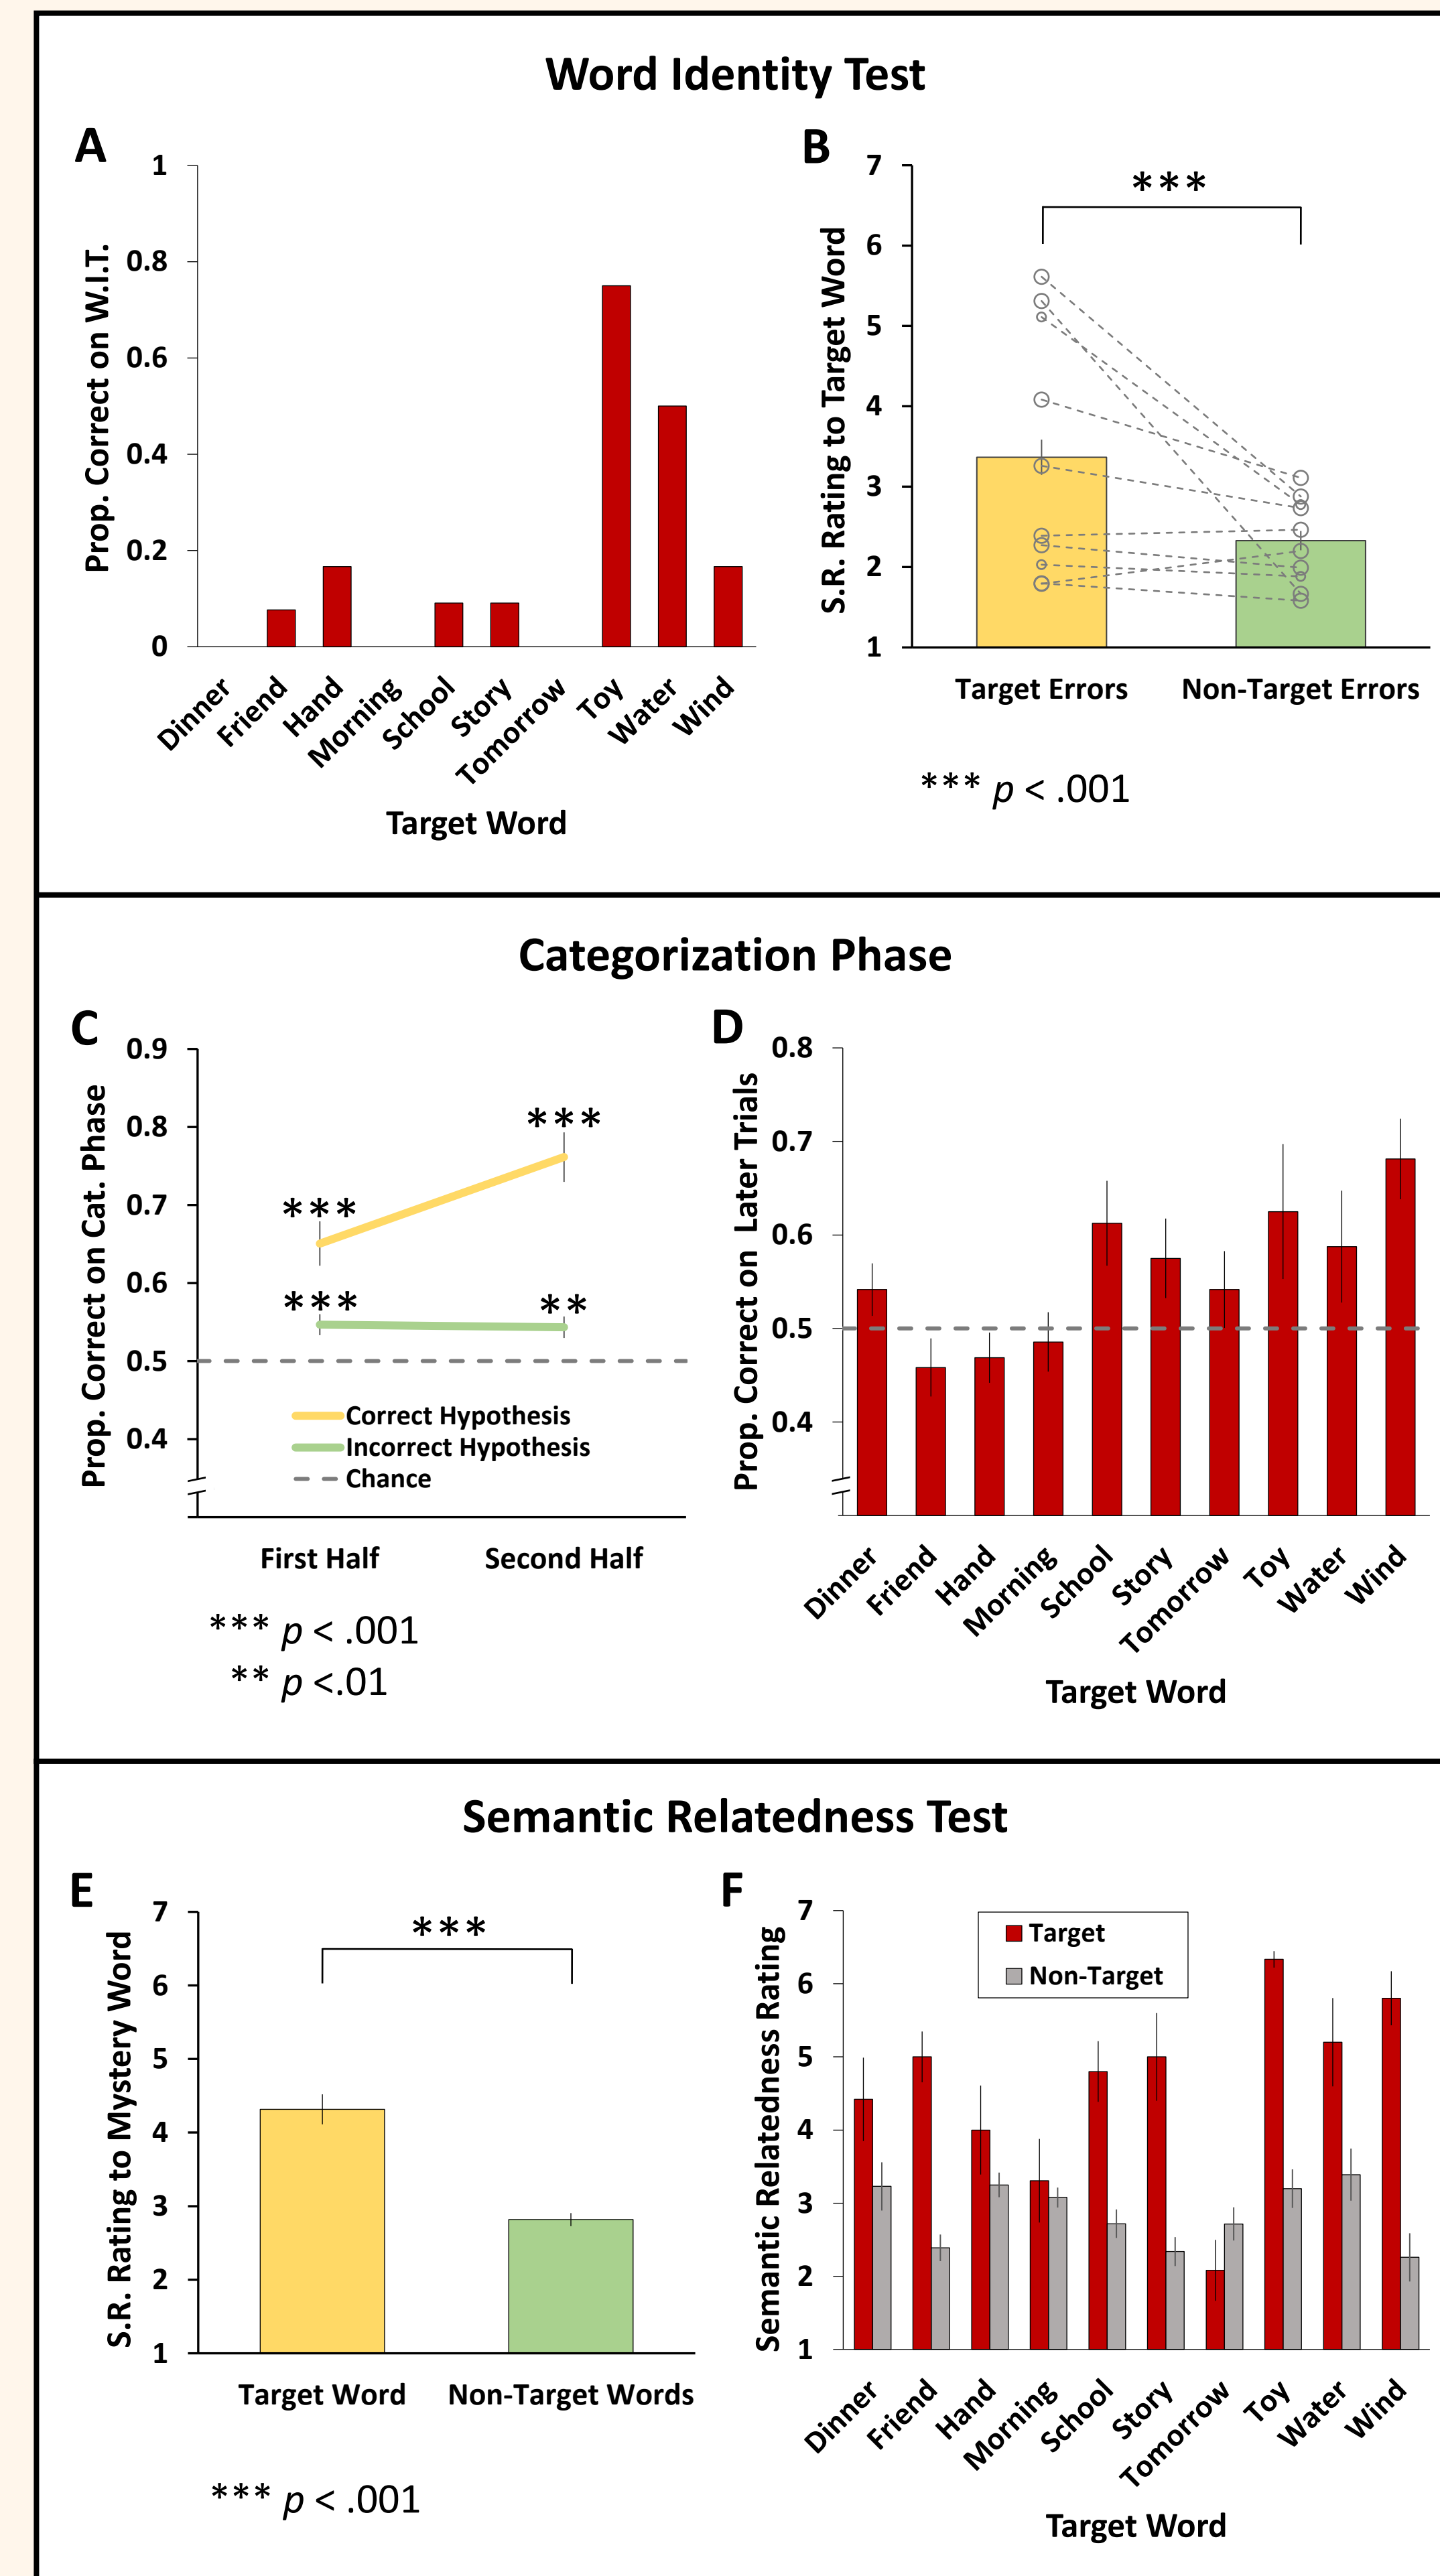 Word Identity Test
A
Prop. Correct on W.I.T.
1
0.8
0.6
0.4
0.2
0
Dinner
Friend
Hand
Morning
School
Story
Tomorrow
Toy
Water
Wind
Target Word
B
S.R. Rating to Target Word
7
6
5
4
3
2
1
***
Target Errors
Non-Target Errors
*** p < .001
Categorization Phase
C
Prop. Correct on Cat. Phase
0.9
0.8
0.7
0.6
0.5
0.4
***
***
***
**
Correct Hypothesis
Incorrect Hypothesis
Chance
First Half
Second Half
*** p < .001
** p <.01
D
Prop. Correct on Later Trials
0.8
0.7
0.6
0.5
0.4
Dinner
Friend
Hand
Morning
School
Story
Tomorrow
Toy
Water
Wind
Target Word
Semantic Relatedness Test
E
S.R. Rating to Mystery Word
7
6
5
4
3
2
1
***
Target Word
Non-Target Words
*** p < .001
F
Semantic Relatedness Rating
7
6
5
4
3
2
1
Target
Non-Target
Dinner
Friend
Hand
Morning
School
Story
Tomorrow
Toy
Water
Wind
Target Word